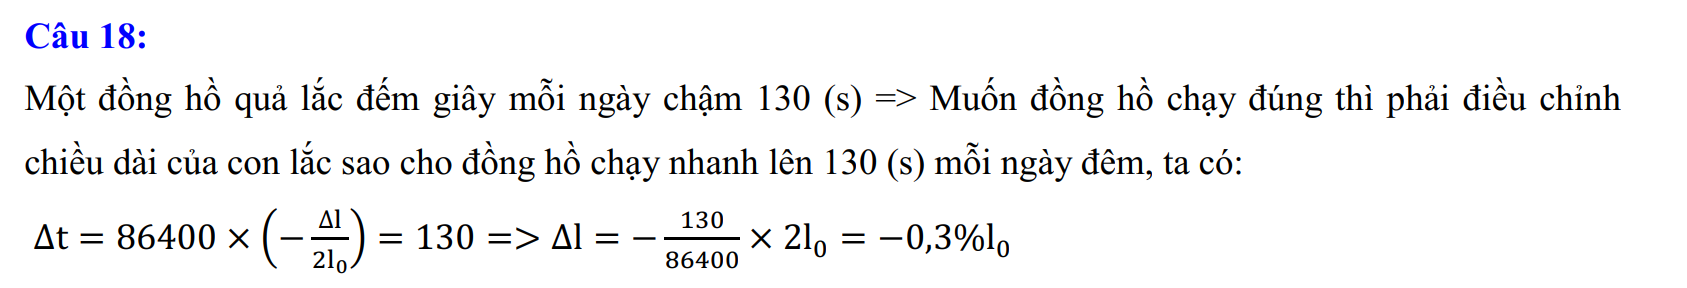 Câu 18:
Một đồng hồ quả lắc đếm giây mỗi ngày chậm 130 (s) => Muốn đồng hồ chạy đúng thì phải điều chỉnh
chiều dài của con lắc sao cho đồng hồ chạy nhanh lên 130 (s) mỗi ngày đêm, ta có:
Δt = 86400 × (−Δl/2l₀) = 130 => Δl = −130/86400 × 2l₀ = −0,3%l₀